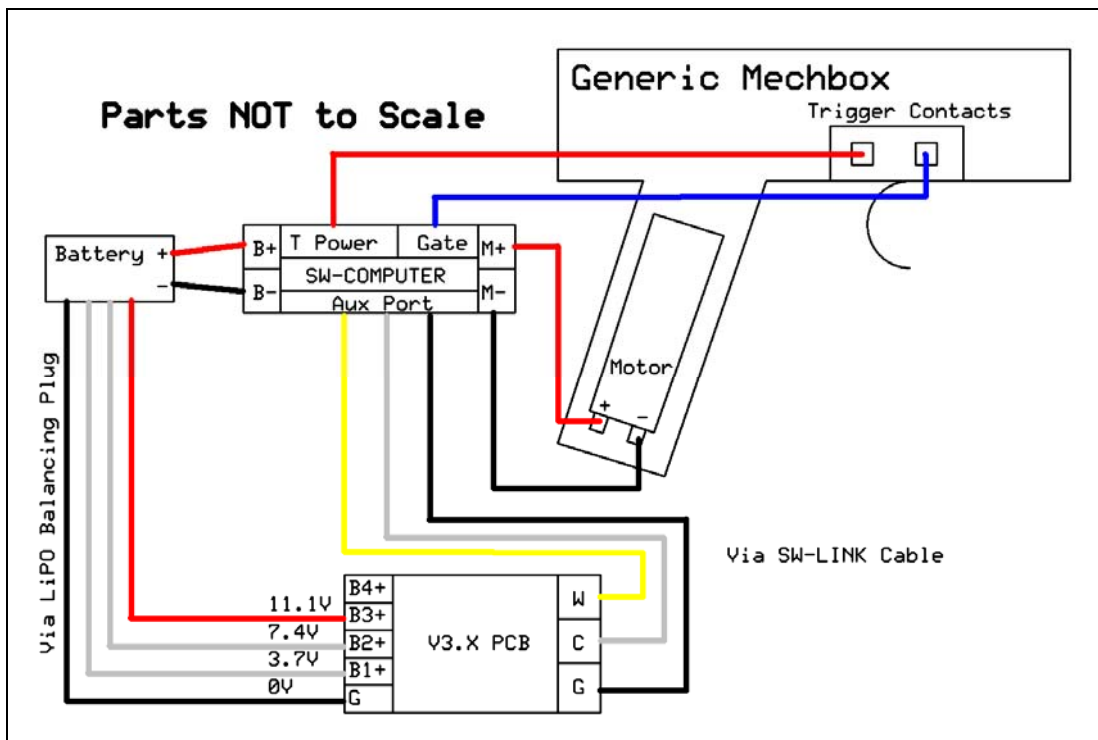 Generic Mechbox
Parts NOT to Scale
Trigger Contacts
Battery +
-
B+
T Power
Gate
M+
SW-COMPUTER
B-
Aux Port
M-
Motor
+
-
Via LiPO Balancing Plug
Via SW-LINK Cable
B4+
11.1V
B3+
7.4V
B2+
3.7V
B1+
0V
G
V3.X PCB
W
C
G